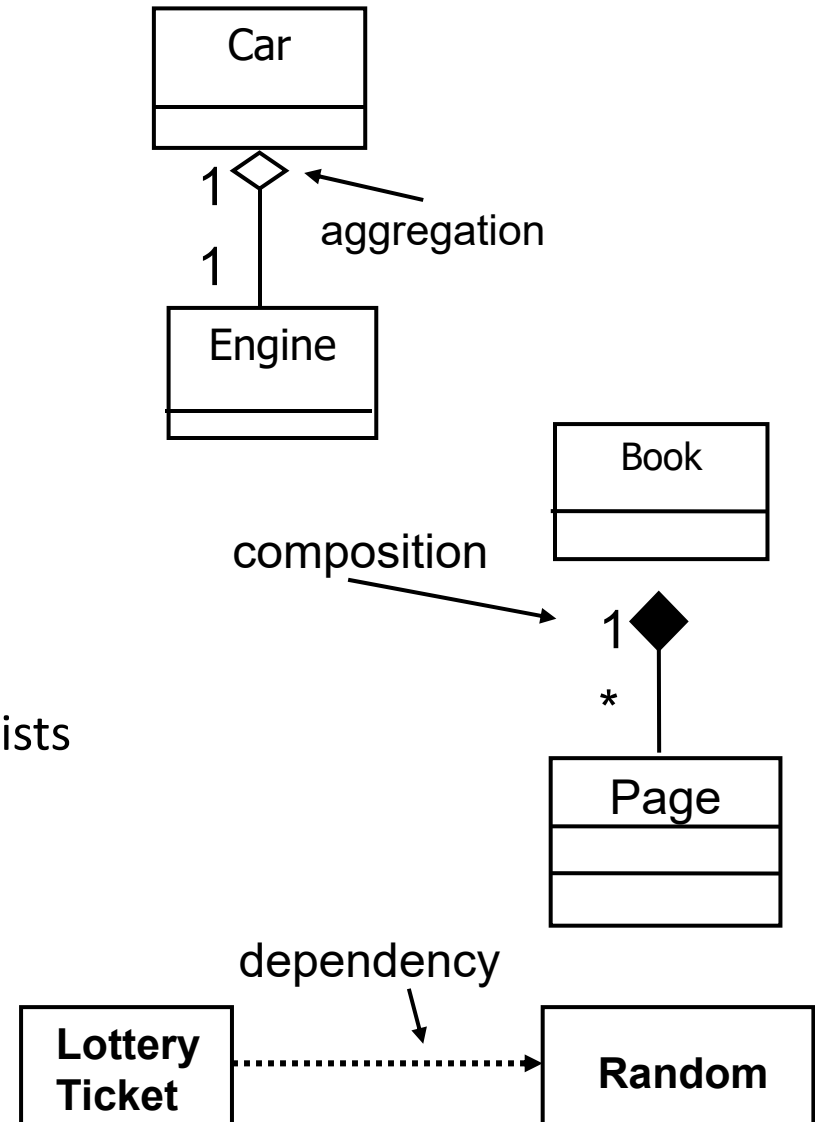 Car
1
aggregation
1
Engine
Book
composition
1
*
ists
Page
dependency
Lottery
Ticket
Random